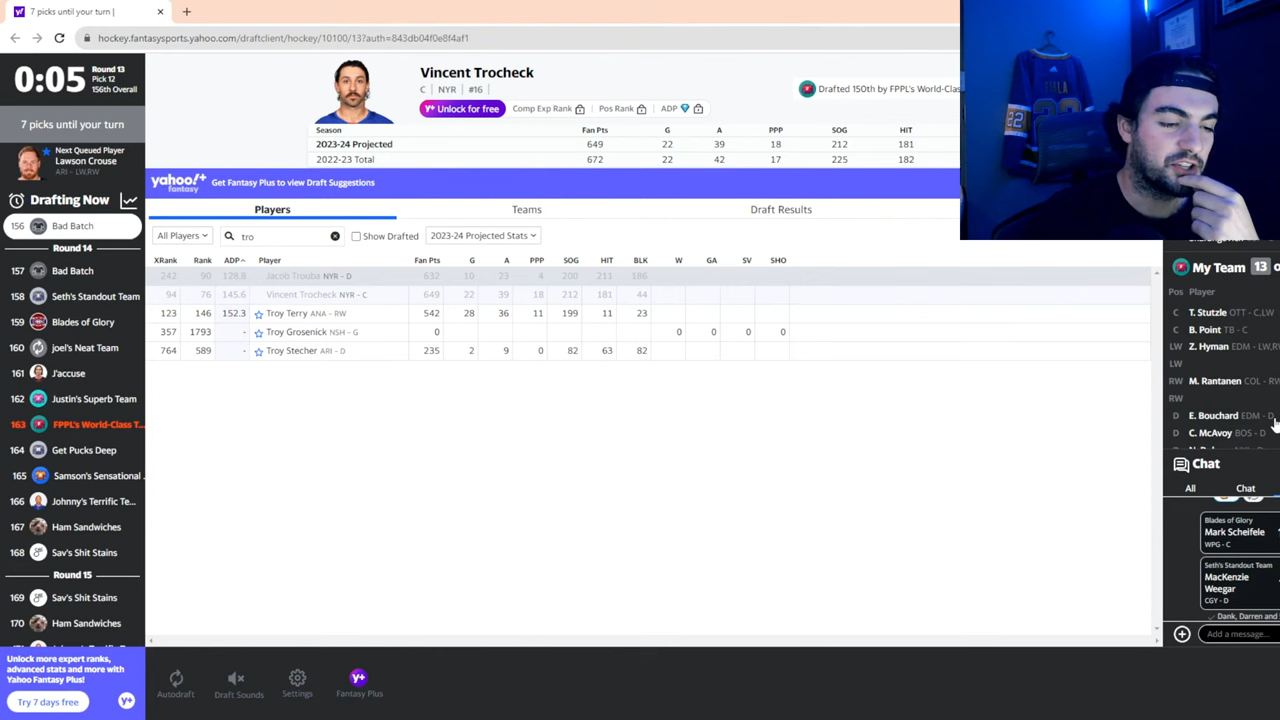 7 picks until your turn |
hockey.fantasysports.yahoo.com/draftclient/hockey/10100/13?auth=843db04f0e8f4af1
0:05
Round 13
Pick 12
156th Overall
7 picks until your turn
Next Queued Player
Lawson Crouse
ARI - LW,RW
Drafting Now
156 Bad Batch
Round 14
157 Bad Batch
158 Seth's Standout Team
159 Blades of Glory
160 joel's Neat Team
161 J'accuse
162 Justin's Superb Team
163 FPPL's World-Class T...
164 Get Pucks Deep
165 Samson's Sensational ...
166 Johnny's Terrific Te...
167 Ham Sandwiches
168 Sav's Shit Stains
Round 15
169 Sav's Shit Stains
170 Ham Sandwiches
Unlock more expert ranks,
advanced stats and more with
Yahoo Fantasy Plus!
Try 7 days free
y+
Vincent Trocheck
C NYR #16
y+ Unlock for free Comp Exp Rank Pos Rank ADP
Drafted 150th by FPPL's World-Clas
Season Fan Pts G A PPP SOG HIT
2023-24 Projected 649 22 39 18 212 181
2022-23 Total 672 22 42 17 225 182
yahoo!+ fantasy Get Fantasy Plus to view Draft Suggestions
Players Teams Draft Results
All Players tro Show Drafted 2023-24 Projected Stats
XRank Rank ADP Player Fan Pts G A PPP SOG HIT BLK W GA SV SHO
242 90 128.8 Jacob Trouba NYR - D 632 10 23 4 200 211 186
94 76 145.6 Vincent Trocheck NYR - C 649 22 39 18 212 181 44
123 146 152.3 Troy Terry ANA - RW 542 28 36 11 199 11 23
357 1793 - Troy Grosenick NSH - G 0 0 0 0 0
764 589 - Troy Stecher ARI - D 235 2 9 0 82 63 82
Autodraft
Draft Sounds
Settings
y+
Fantasy Plus
My Team 13 o
Pos Player
C T. Stutzle OTT - C,LW
C B. Point TB - C
LW Z. Hyman EDM - LW,R
LW
RW M. Rantanen COL - RW
RW
D E. Bouchard EDM - D
D C. McAvoy BOS - D
Chat
All Chat
Blades of Glory
Mark Scheifele
WPG - C
Seth's Standout Team
MacKenzie
Weegar
CGY - D
Dank, Darren and
Add a message...